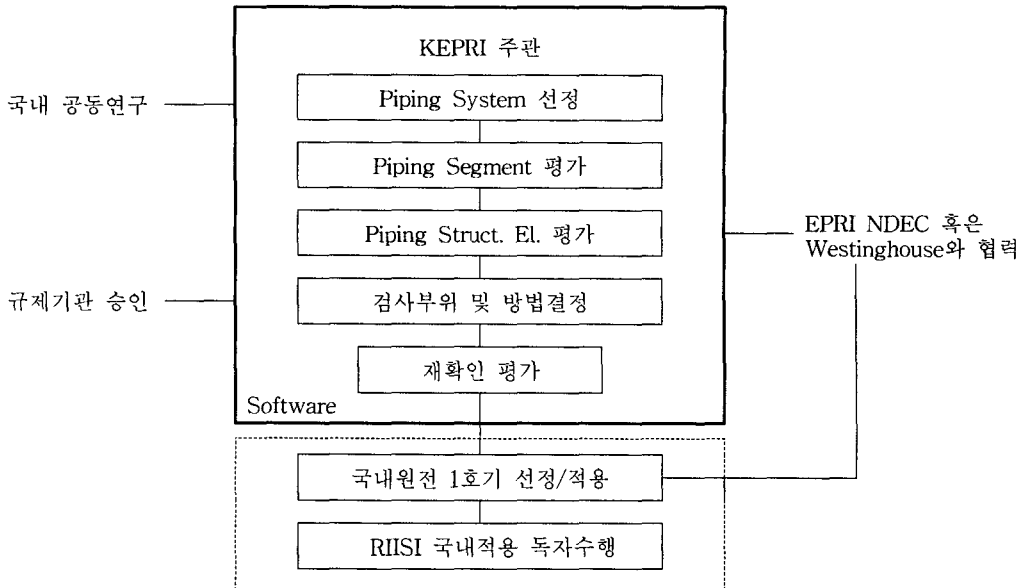 KEPRI 주관
국내 공동연구
Piping System 선정
Piping Segment 평가
Piping Struct. El. 평가
EPRI NDEC 혹은
Westinghouse와 협력
규제기관 승인
검사부위 및 방법결정
재확인 평가
Software
국내원전 1호기 선정/적용
RIISI 국내적용 독자수행